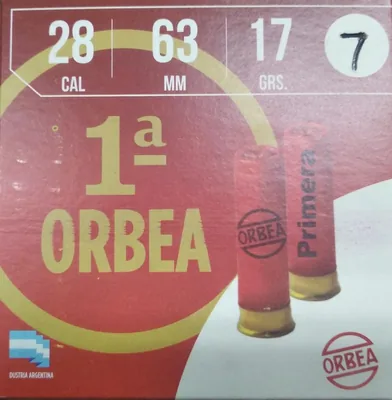 28 63 17 7
CAL MM GRS.
1ª
ORBEA
ORBEA
Primera
ORBEA
DUSTRIA ARGENTINA